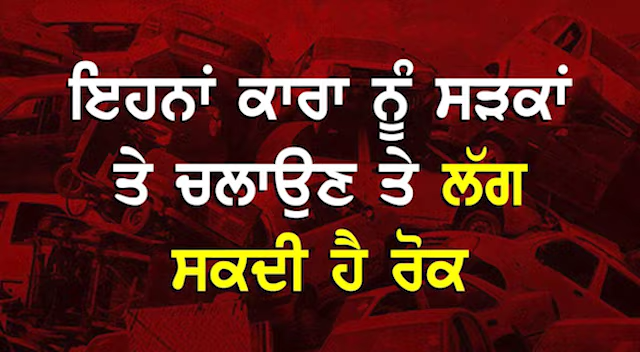 ਇਹਨਾਂ ਕਾਰਾ ਨੂੰ ਸੜਕਾਂ
ਤੇ ਚਲਾਉਣ ਤੇ ਲੱਗ
ਸਕਦੀ ਹੈ ਰੋਕ